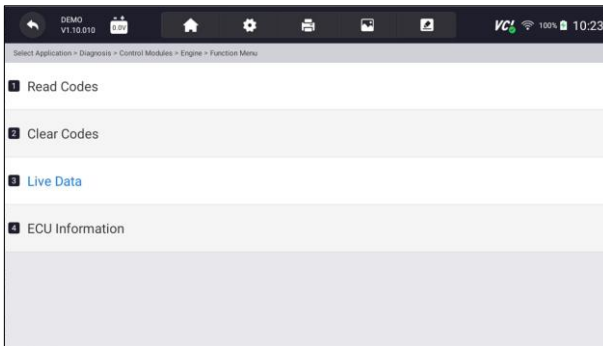 DEMO
V1.10.010
0.0V
VC! 100% 10:23
Select Application > Diagnosis > Control Modules > Engine > Function Menu
1 Read Codes
2 Clear Codes
3 Live Data
4 ECU Information